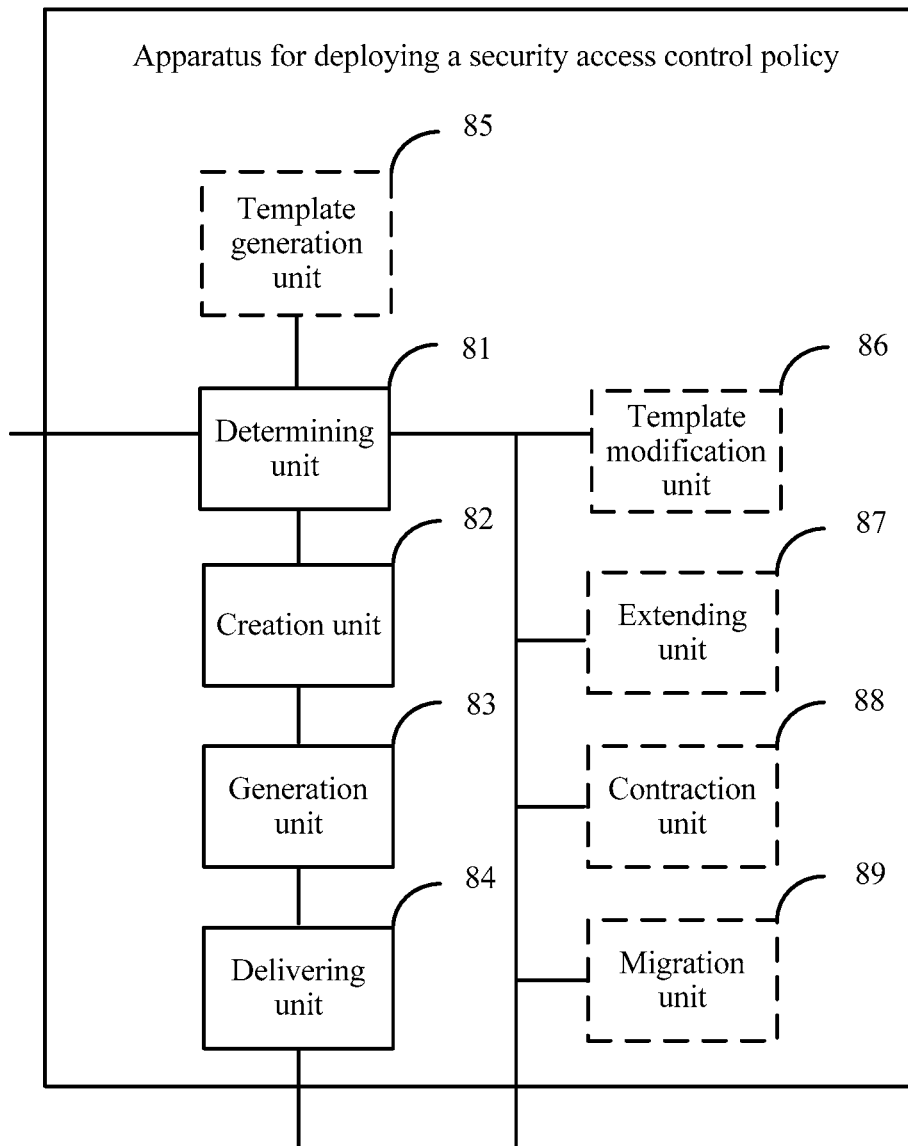 Apparatus for deploying a security access control policy
85
Template
generation
unit
81
Determining
unit
86
Template
modification
unit
82
Creation unit
87
Extending
unit
83
Generation
unit
88
Contraction
unit
84
Delivering
unit
89
Migration
unit